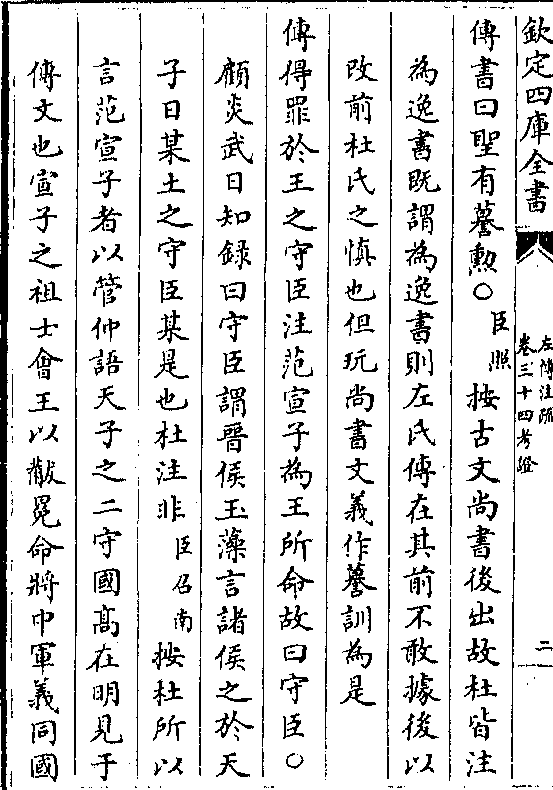 欽定四庫全書
左傳注疏
卷三十四考證
二
傳書曰聖有謩勲○臣照按古文尚書後出故杜皆注
為逸書既謂為逸書則左氏傳在其前不敢據後以
改前杜氏之慎也但玩尚書文義作謩訓為是
傳得罪於王之守臣注范宣子為王所命故曰守臣○
顧炎武日知錄曰守臣謂晉侯玉藻言諸侯之於天
子曰某土之守臣某是也杜注非臣召南按杜所以
言范宣子者以管仲語天子之二守國髙在明見于
傳文也宣子之祖士會王以黻冕命將中軍義同國